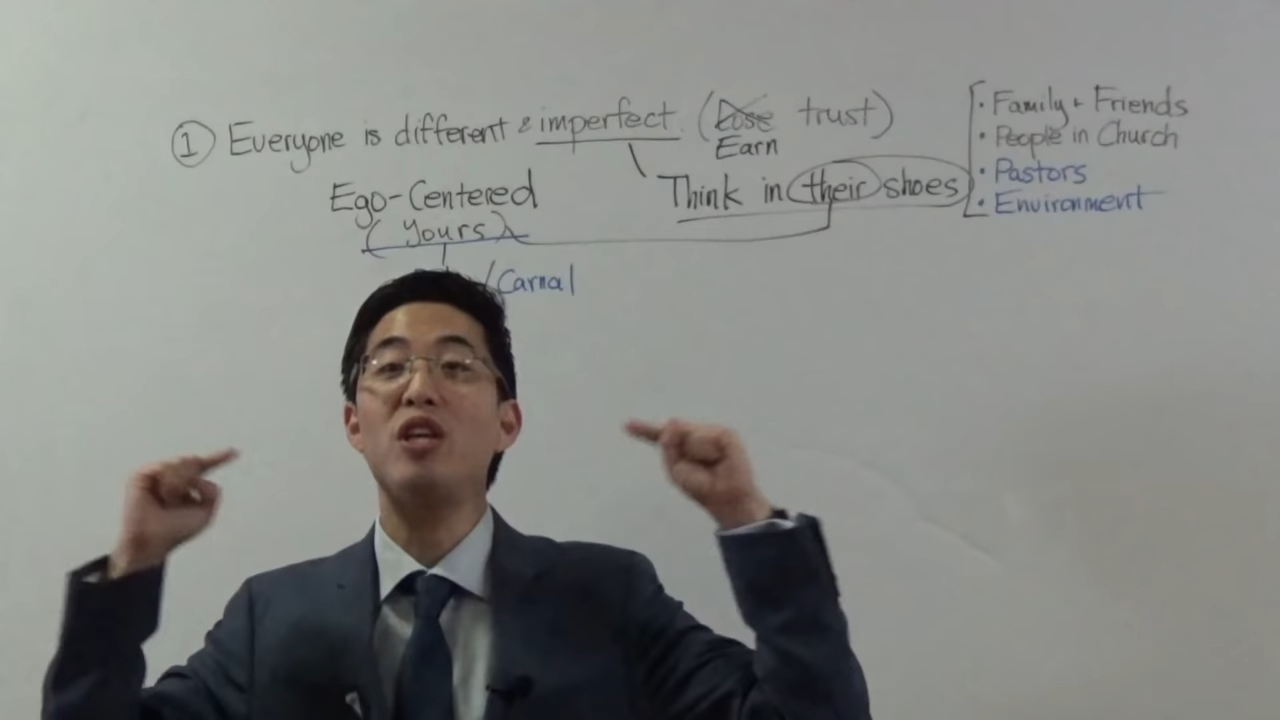 ① Everyone is different & imperfect (Lose trust)
Earn
Ego-Centered
(Yours)
Think in their shoes
/Carnal
· Family + Friends
· People in Church
· Pastors
· Environment